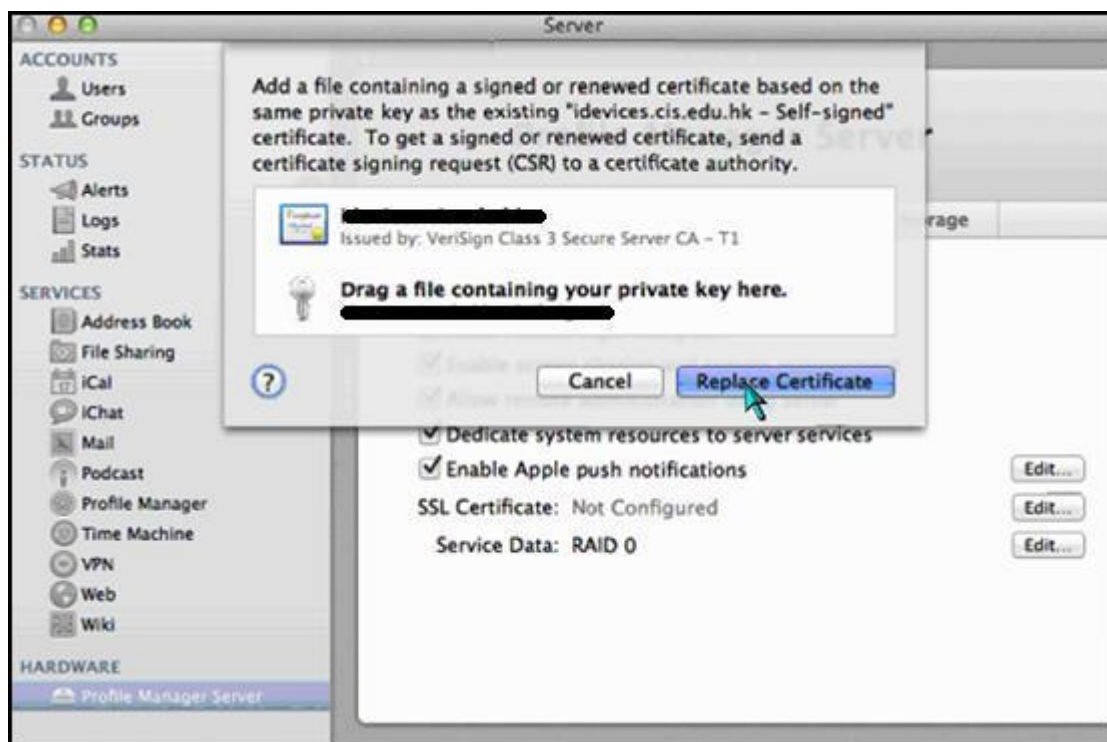 Server
ACCOUNTS
Users
Groups
STATUS
Alerts
Logs
Stats
SERVICES
Address Book
File Sharing
iCal
iChat
Mail
Podcast
Profile Manager
Time Machine
VPN
Web
Wiki
HARDWARE
Profile Manager Server
Add a file containing a signed or renewed certificate based on the
same private key as the existing "idevices.cis.edu.hk – Self-signed"
certificate. To get a signed or renewed certificate, send a
certificate signing request (CSR) to a certificate authority.
Issued by: VeriSign Class 3 Secure Server CA – T1
Drag a file containing your private key here.
?
Cancel
Replace Certificate
Server
rage
Dedicate system resources to server services
Enable Apple push notifications
Edit...
SSL Certificate: Not Configured
Edit...
Service Data: RAID 0
Edit...